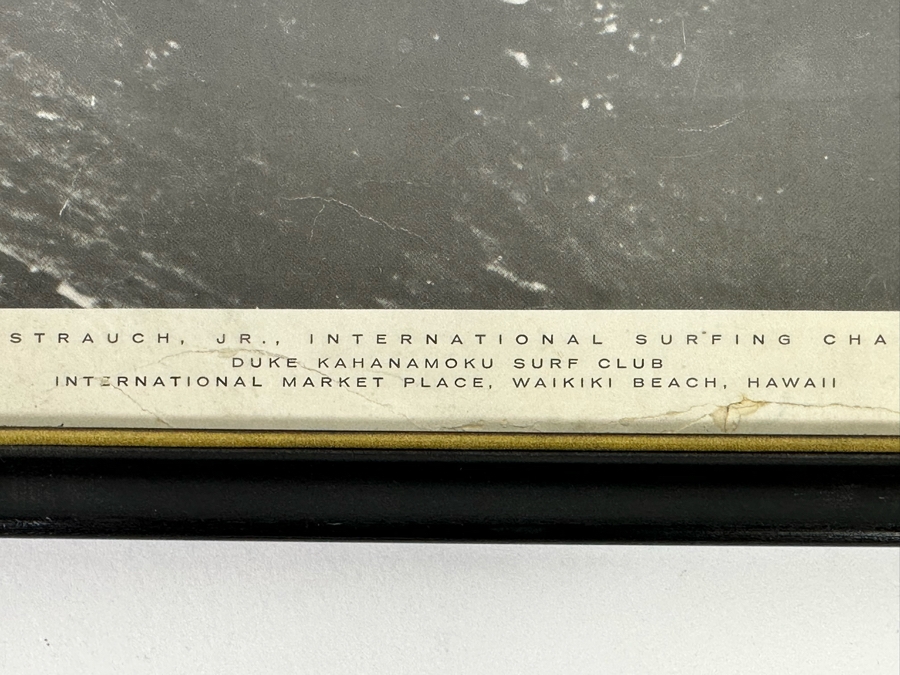 STRAUCH, JR., INTERNATIONAL SURFING CHA
DUKE KAHANAMOKU SURF CLUB
INTERNATIONAL MARKET PLACE, WAIKIKI BEACH, HAWAII